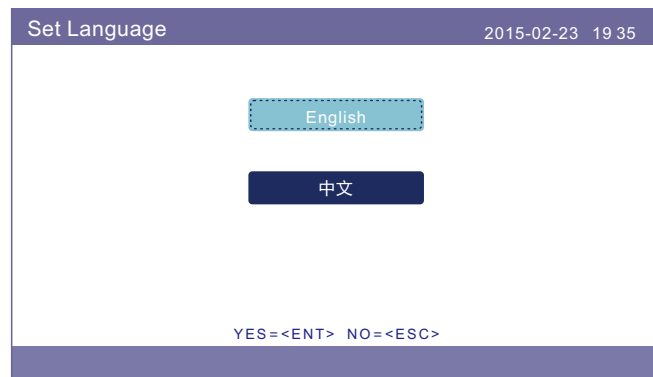 Set Language 2015-02-23 19 35
English
中文
YES=<ENT> NO=<ESC>